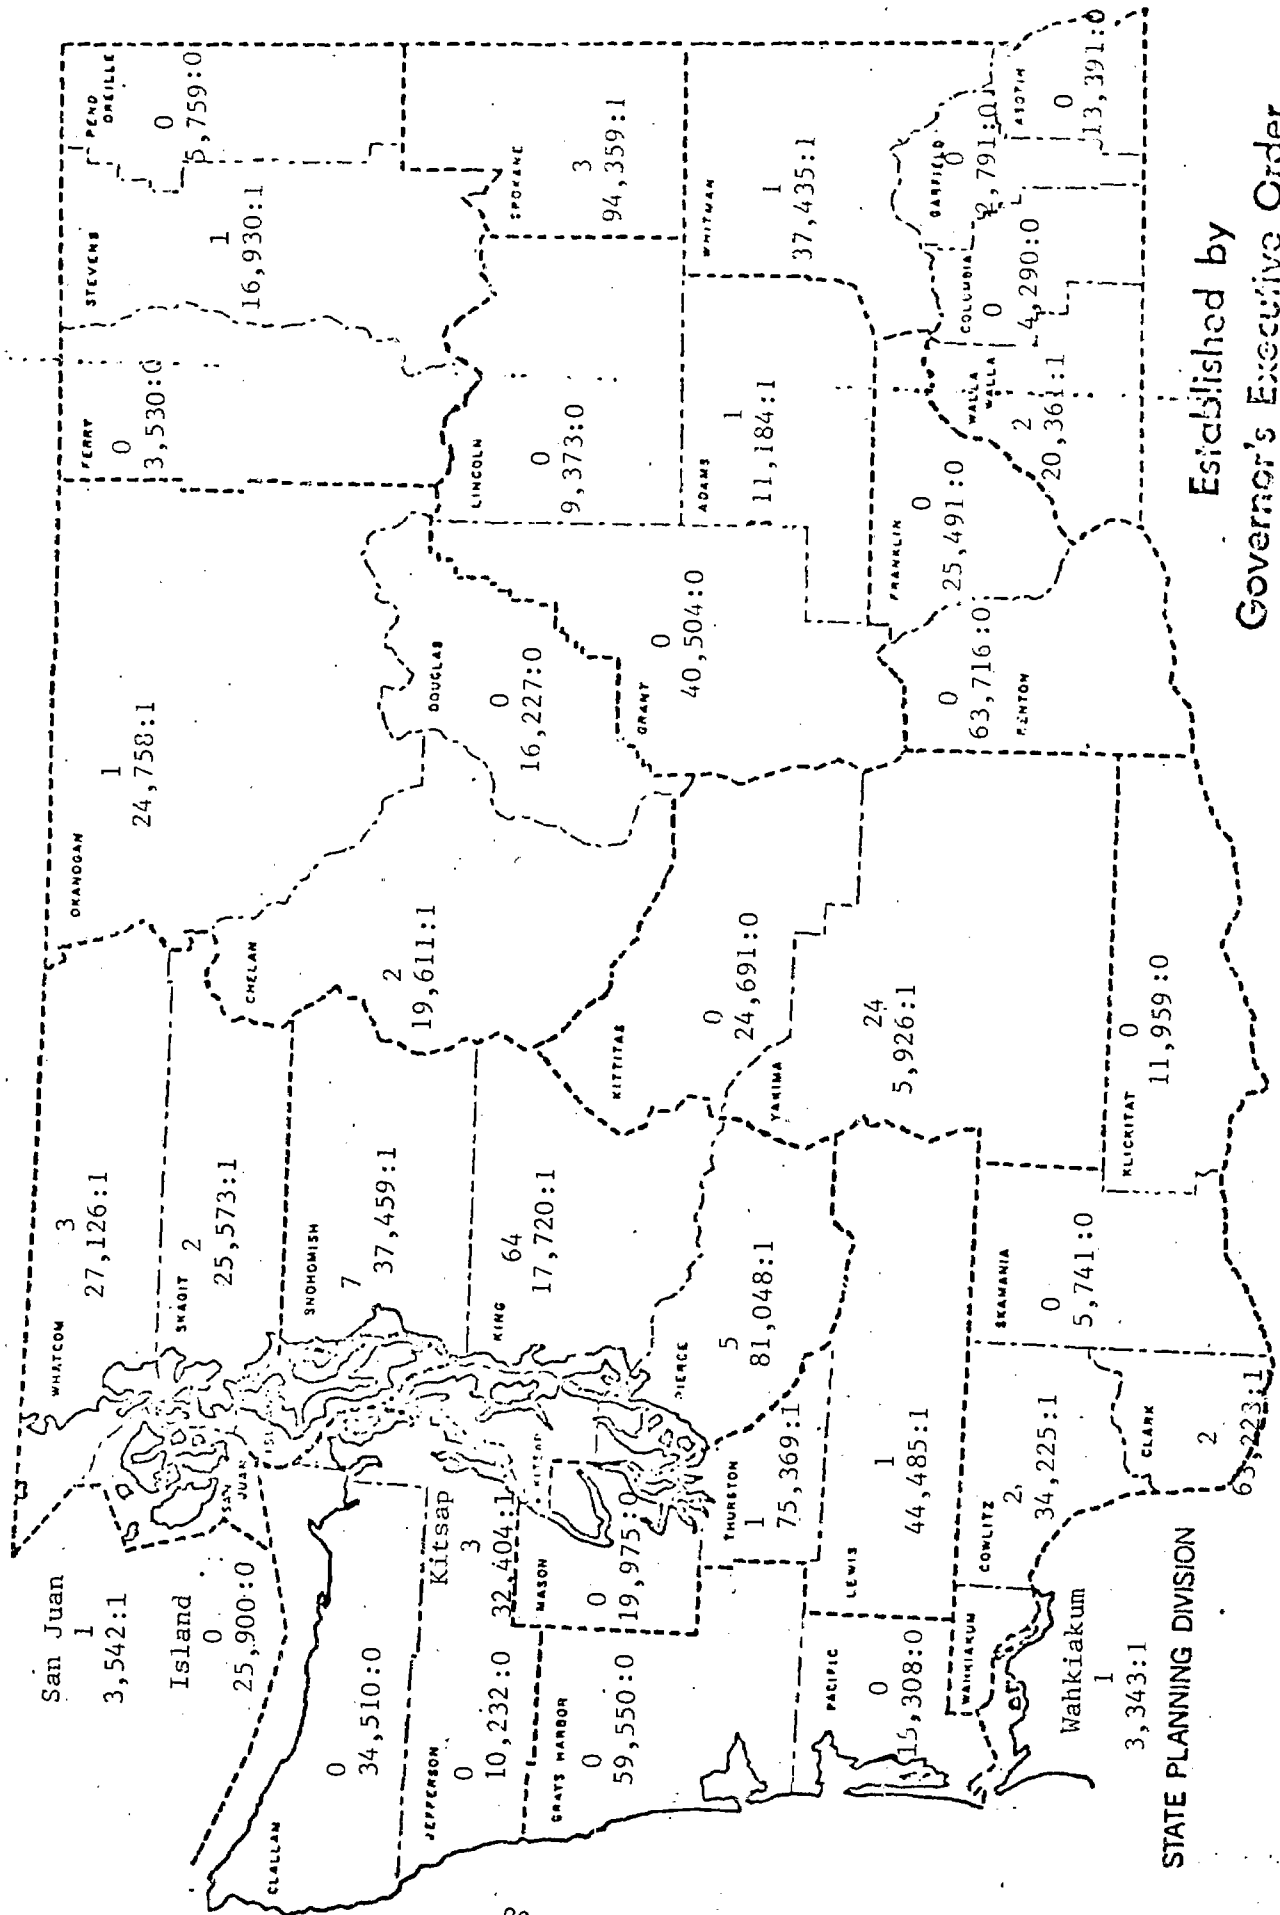 San Juan
1
3,542:1
Island
0
25,900:0
WHATCOM
3
27,126:1
SKAGIT
2
25,573:1
SNOHOMISH
7
37,459:1
KING
64
17,720:1
PIERCE
5
81,048:1
SAN JUAN
ISLAND
KITSAP
CLALLAM
0
34,510:0
JEFFERSON
0
10,232:0
Kitsap
3
32,404:1
MASON
0
19,975:0
GRAYS HARBOR
0
59,550:0
THURSTON
1
75,369:1
PACIFIC
0
15,308:0
LEWIS
1
44,485:1
WAHKIAKUM
Wahkiakum
1
3,343:1
COWLITZ
2,
34,225:1
CLARK
2
63,223:1
SKAMANIA
0
5,741:0
KLICKITAT
0
11,959:0
YAKIMA
24
5,926:1
KITTITAS
0
24,691:0
CHELAN
2
19,611:1
OKANOGAN
1
24,758:1
DOUGLAS
0
16,227:0
GRANT
0
40,504:0
BENTON
0
63,716:0
FRANKLIN
0
25,491:0
FERRY
0
3,530:0
STEVENS
1
16,930:1
PEND OREILLE
0
5,759:0
LINCOLN
0
9,373:0
SPOKANE
3
94,359:1
ADAMS
1
11,184:1
WHITMAN
1
37,435:1
WALLA WALLA
2
20,361:1
COLUMBIA
0
4,290:0
GARFIELD
0
2,791:0
ASOTIN
0
13,391:0
STATE PLANNING DIVISION
Established by
Governor's Executive Order